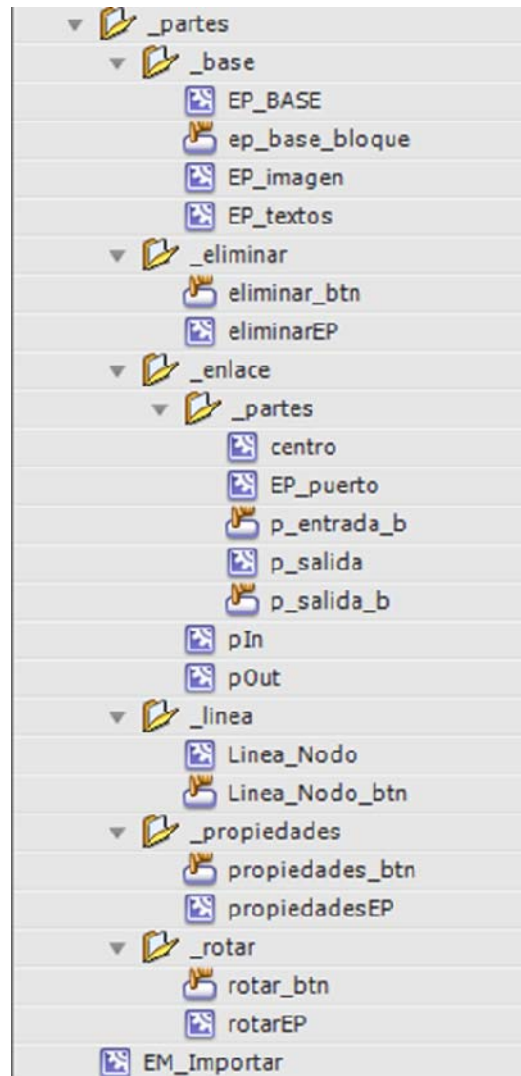 _partes
_base
EP_BASE
ep_base_bloque
EP_imagen
EP_textos
_eliminar
eliminar_btn
eliminarEP
_enlace
_partes
centro
EP_puerto
p_entrada_b
p_salida
p_salida_b
pIn
pOut
_linea
Linea_Nodo
Linea_Nodo_btn
_propiedades
propiedades_btn
propiedadesEP
_rotar
rotar_btn
rotarEP
EM_Importar